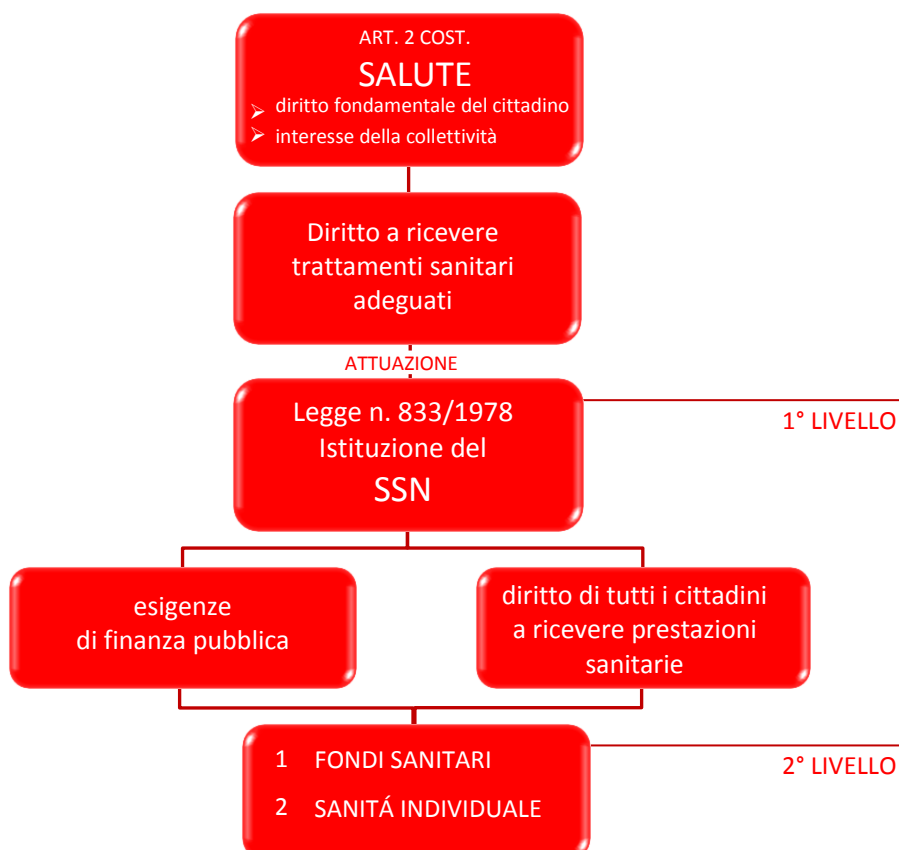 ART. 2 COST.
SALUTE
➢ diritto fondamentale del cittadino
➢ interesse della collettività
Diritto a ricevere
trattamenti sanitari
adeguati
ATTUAZIONE
Legge n. 833/1978
Istituzione del
SSN
1° LIVELLO
esigenze
di finanza pubblica
diritto di tutti i cittadini
a ricevere prestazioni
sanitarie
1 FONDI SANITARI
2 SANITÁ INDIVIDUALE
2° LIVELLO